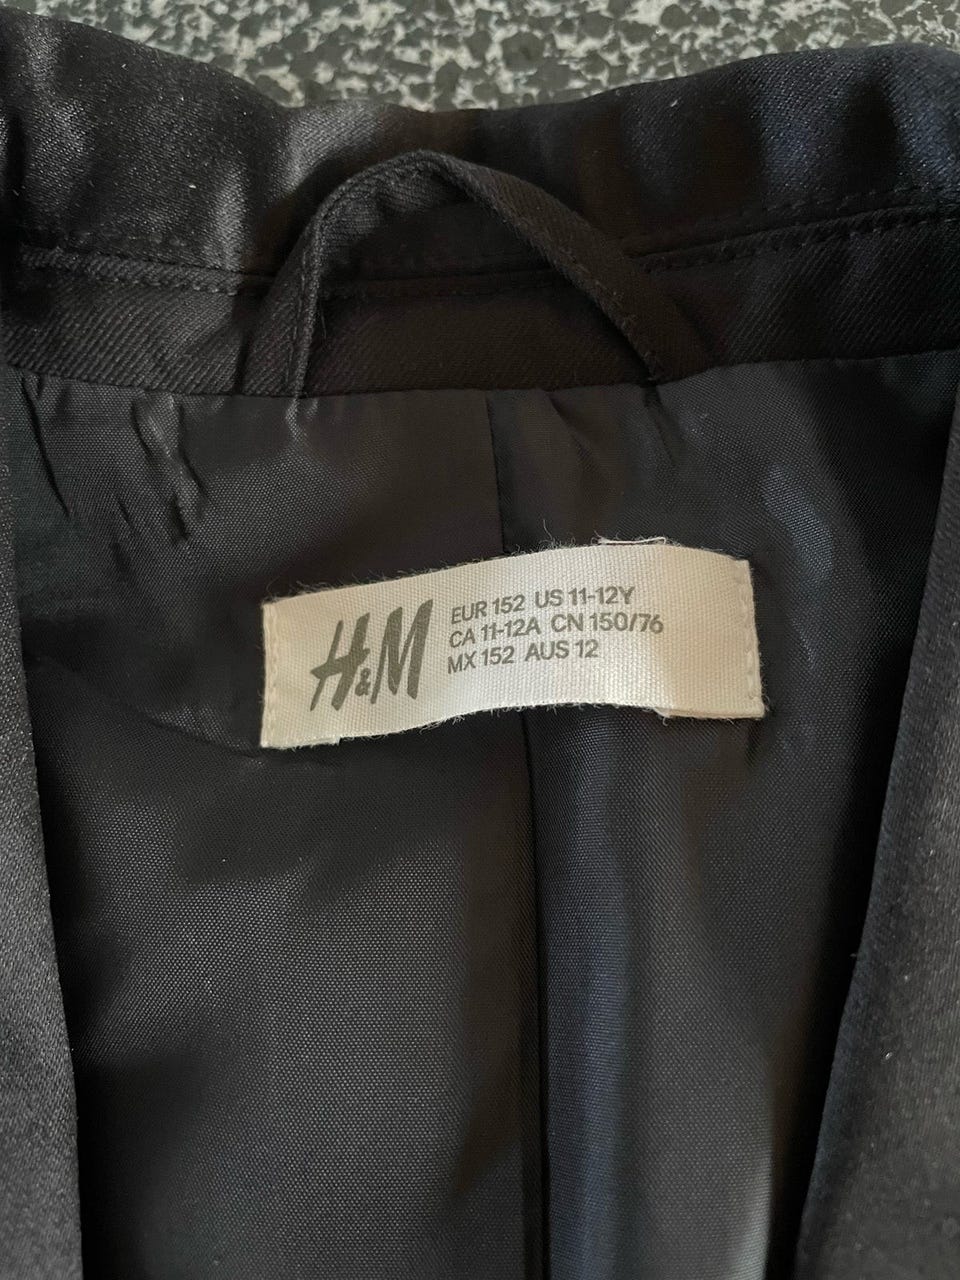 H&M
EUR 152 US 11-12Y
CA 11-12A CN 150/76
MX 152 AUS 12